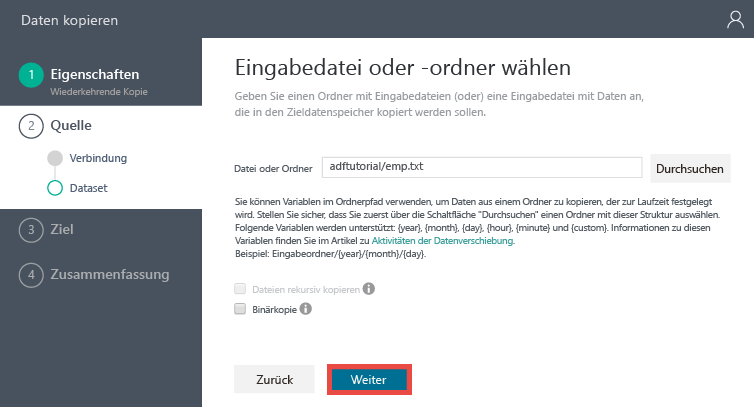 Daten kopieren
1 Eigenschaften
Wiederkehrende Kopie
2 Quelle
Verbindung
Dataset
3 Ziel
4 Zusammenfassung
Eingabedatei oder -ordner wählen
Geben Sie einen Ordner mit Eingabedateien (oder) eine Eingabedatei mit Daten an,
die in den Zieldatenspeicher kopiert werden sollen.
Datei oder Ordner adftutorial/emp.txt Durchsuchen
Sie können Variablen im Ordnerpfad verwenden, um Daten aus einem Ordner zu kopieren, der zur Laufzeit festgelegt
wird. Stellen Sie sicher, dass Sie zuerst über die Schaltfläche "Durchsuchen" einen Ordner mit dieser Struktur auswählen.
Folgende Variablen werden unterstützt: {year}, {month}, {day}, {hour}, {minute} und {custom}. Informationen zu diesen
Variablen finden Sie im Artikel zu Aktivitäten der Datenverschiebung.
Beispiel: Eingabeordner/{year}/{month}/{day}.
Dateien rekursiv kopieren i
Binärkopie i
Zurück Weiter